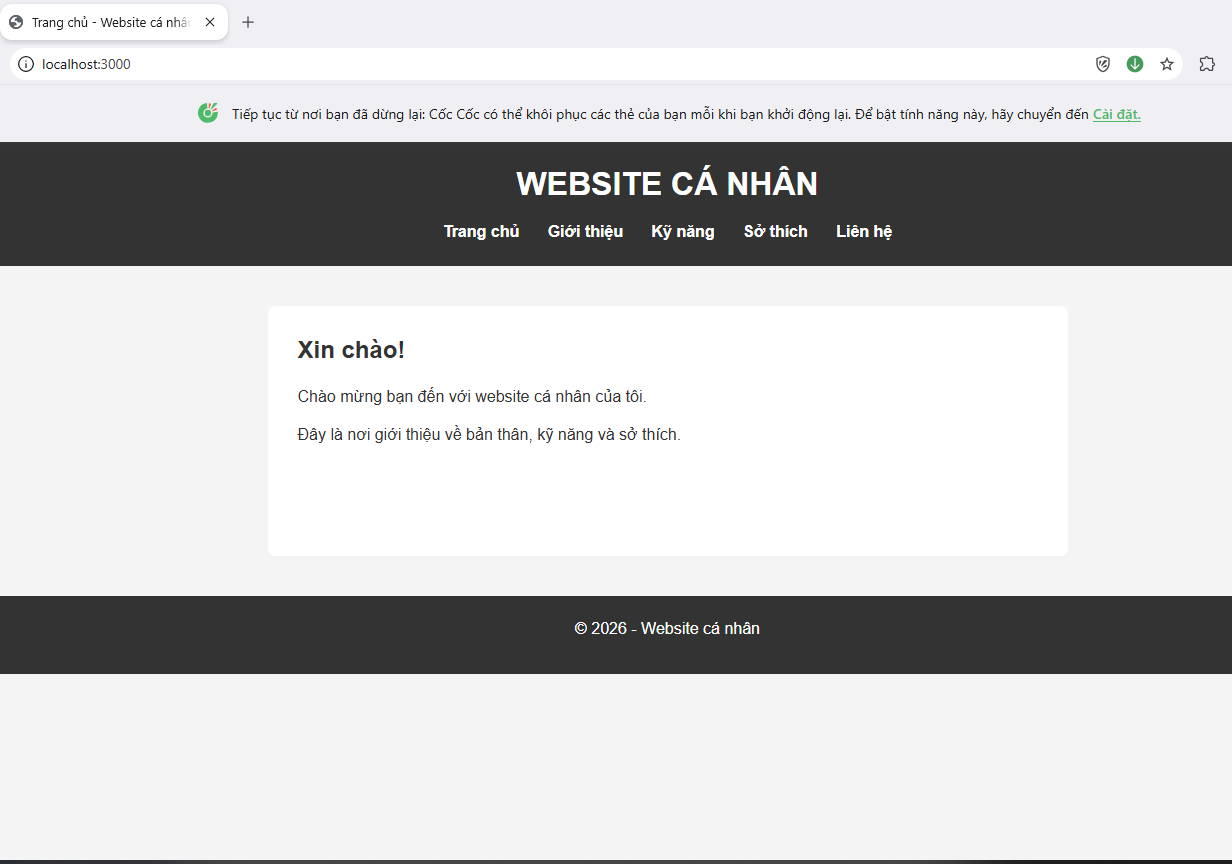 Trang chủ - Website cá nhân
localhost:3000
Tiếp tục từ nơi bạn đã dừng lại: Cốc Cốc có thể khôi phục các thẻ của bạn mỗi khi bạn khởi động lại. Để bật tính năng này, hãy chuyển đến Cài đặt.
WEBSITE CÁ NHÂN
Trang chủ Giới thiệu Kỹ năng Sở thích Liên hệ
Xin chào!
Chào mừng bạn đến với website cá nhân của tôi.
Đây là nơi giới thiệu về bản thân, kỹ năng và sở thích.
© 2026 - Website cá nhân